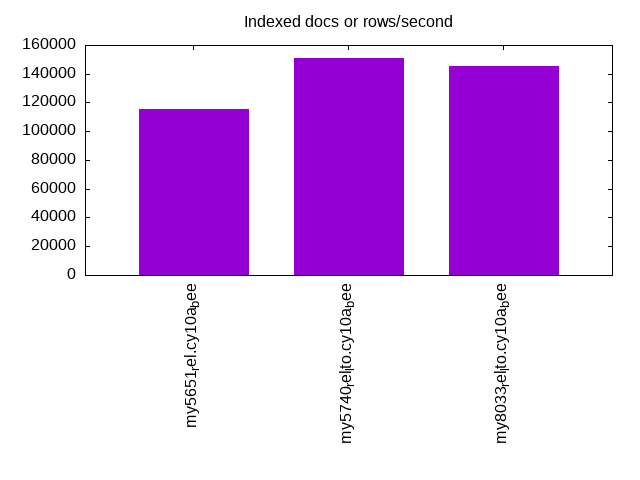 Indexed docs or rows/second
160000
140000
120000
100000
80000
60000
40000
20000
0
my5651_rel.cy10a_bee
my5740_rel_lto.cy10a_bee
my8033_rel_lto.cy10a_bee